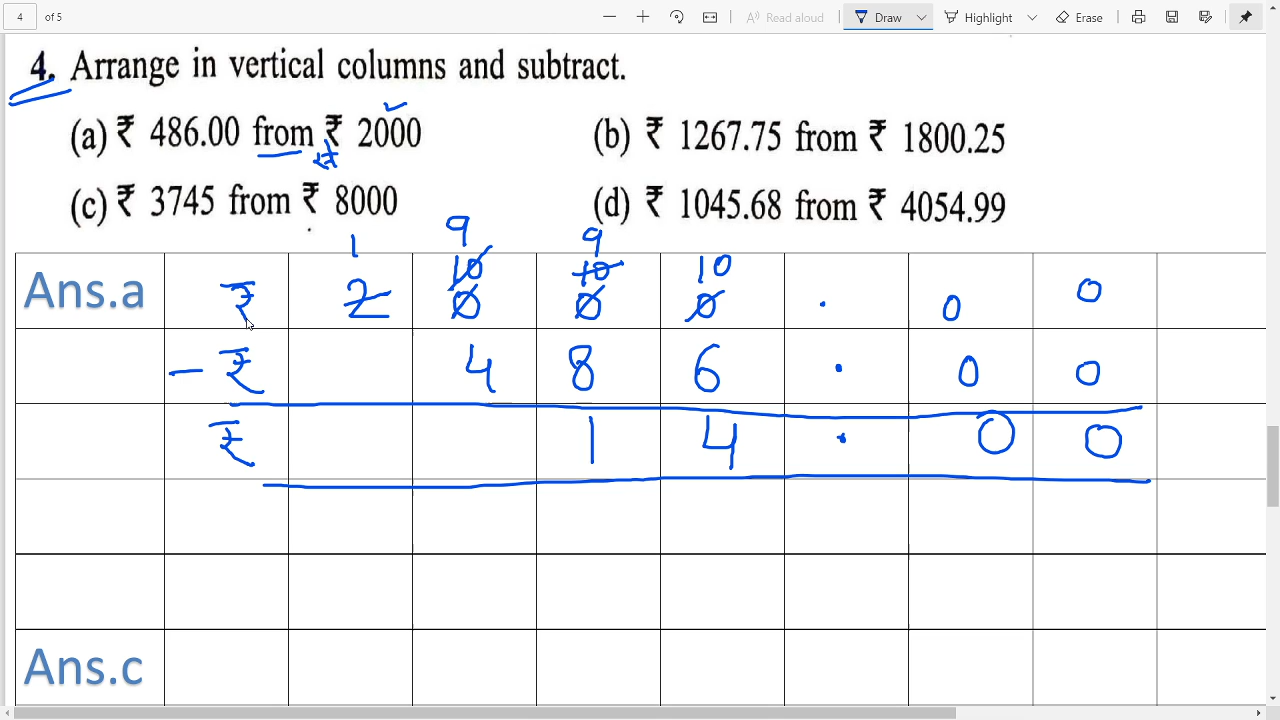 4 of 5 Read aloud Draw Highlight Erase
4. Arrange in vertical columns and subtract.
(a) ₹ 486.00 from ₹ 2000 (b) ₹ 1267.75 from ₹ 1800.25
(c) ₹ 3745 from ₹ 8000 (d) ₹ 1045.68 from ₹ 4054.99
1 9 9
10 10 10
Ans.a ₹ 2 0 0 0 . 0 0
- ₹ 4 8 6 . 0 0
₹ 1 4 . 0 0
Ans.c